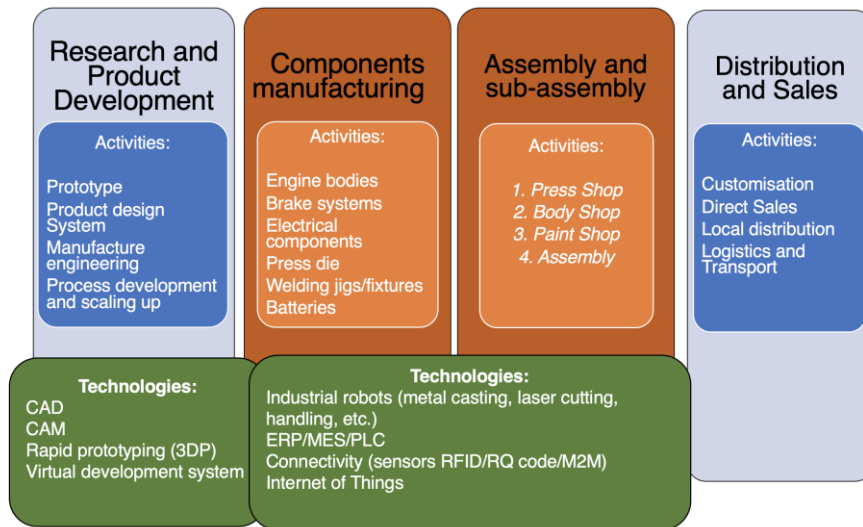 Research and
Product
Development
Activities:
Prototype
Product design
System
Manufacture
engineering
Process development
and scaling up
Technologies:
CAD
CAM
Rapid prototyping (3DP)
Virtual development system
Components
manufacturing
Activities:
Engine bodies
Brake systems
Electrical
components
Press die
Welding jigs/fixtures
Batteries
Assembly and
sub-assembly
Activities:
1. Press Shop
2. Body Shop
3. Paint Shop
4. Assembly
Technologies:
Industrial robots (metal casting, laser cutting,
handling, etc.)
ERP/MES/PLC
Connectivity (sensors RFID/RQ code/M2M)
Internet of Things
Distribution
and Sales
Activities:
Customisation
Direct Sales
Local distribution
Logistics and
Transport